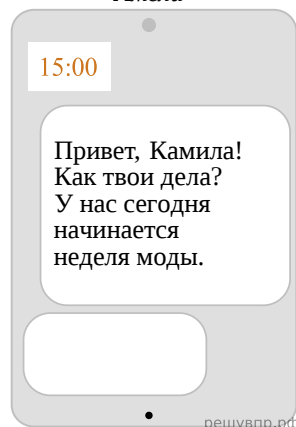 15:00
Привет, Камила!
Как твои дела?
У нас сегодня
начинается
неделя моды.
решувпр.рф